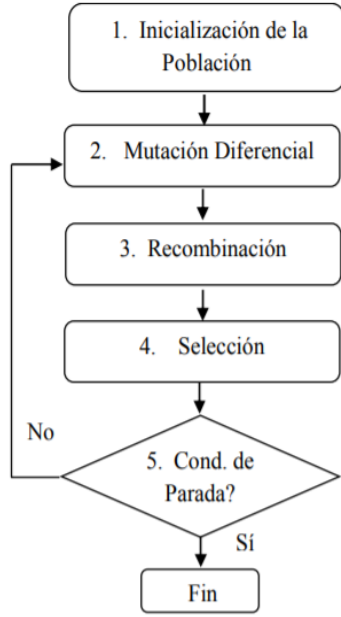 1. Inicialización de la
Población
2. Mutación Diferencial
3. Recombinación
4. Selección
No
5. Cond. de
Parada?
Sí
Fin